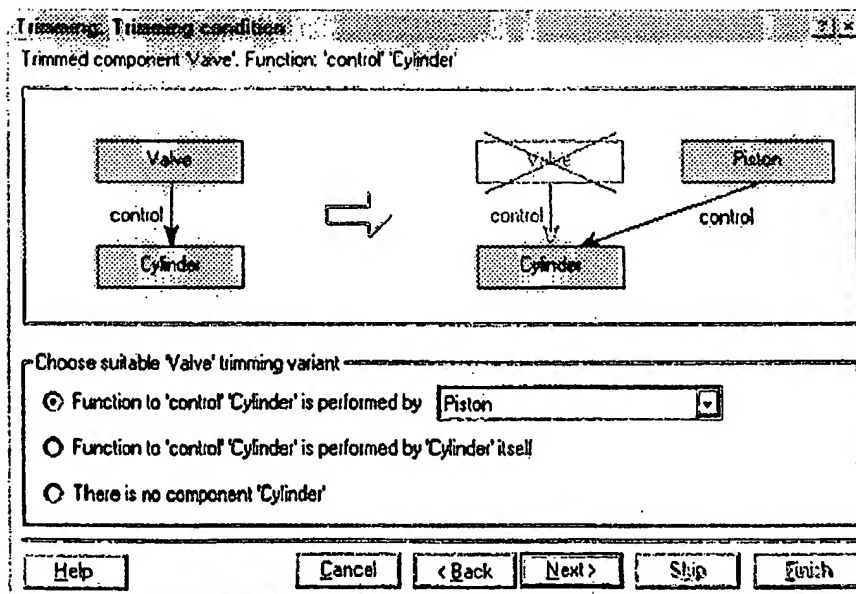 Trimming. Trimming condition
Trimmed component 'Valve'. Function: 'control' 'Cylinder'
Valve
Valve
Piston
control
control
control
Cylinder
Cylinder
Choose suitable 'Valve' trimming variant
Function to 'control' 'Cylinder' is performed by Piston
Function to 'control' 'Cylinder' is performed by 'Cylinder' itself
There is no component 'Cylinder'
Help Cancel < Back Next > Skip Finish